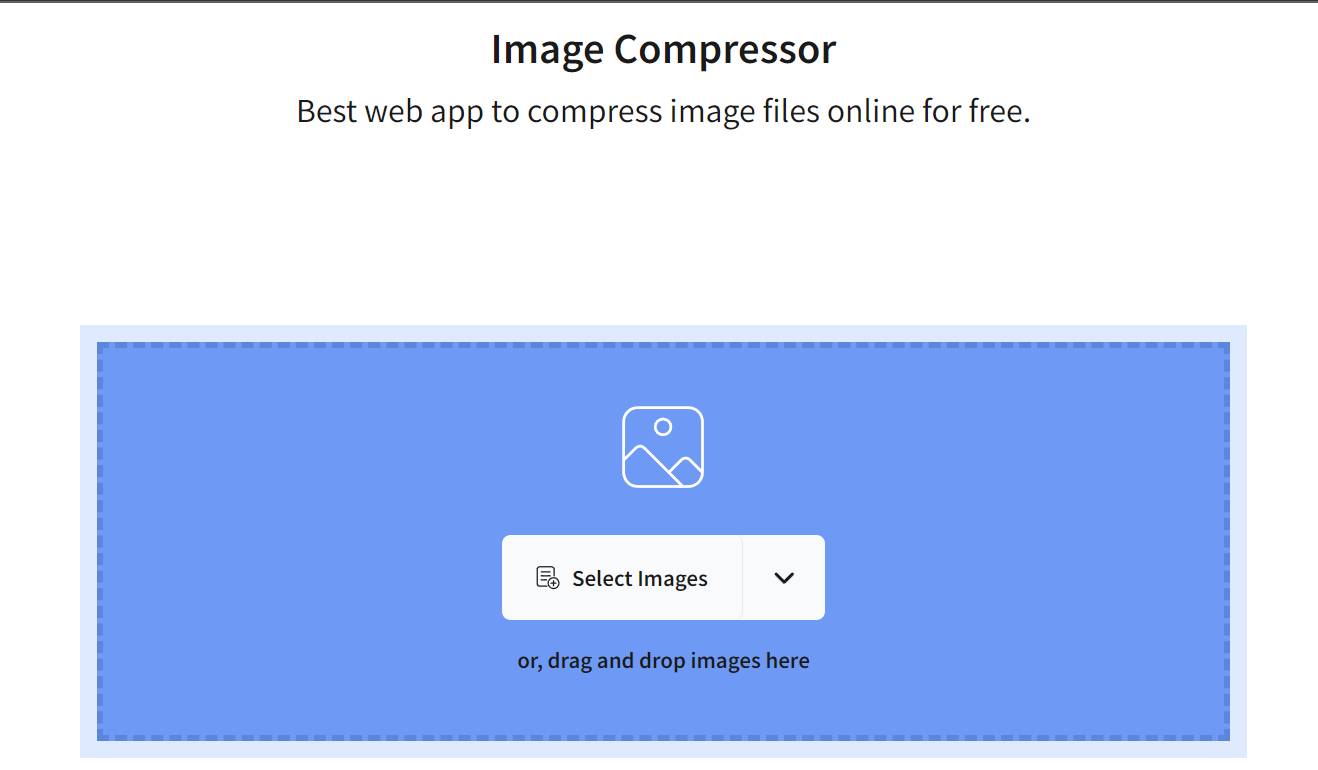 Image Compressor
Best web app to compress image files online for free.
Select Images
or, drag and drop images here